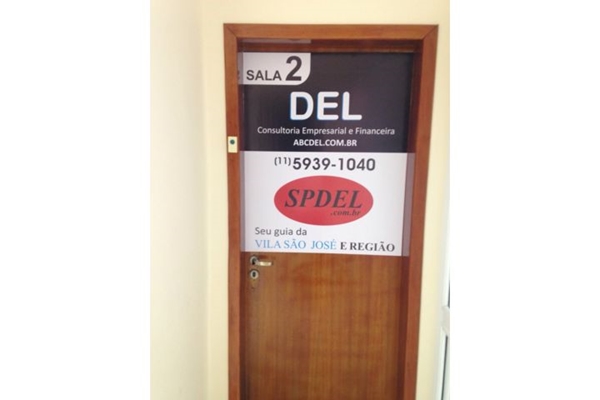 SALA 2
DEL
Consultoria Empresarial e Financeira
ABCDEL.COM.BR
(11) 5939-1040
SPDEL
.com.br
Seu guia da
VILA SÃO JOSÉ E REGIÃO